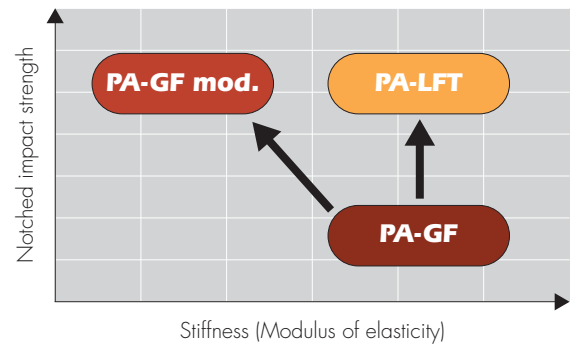 Notched impact strength
PA-GF mod.
PA-LFT
PA-GF
Stiffness (Modulus of elasticity)